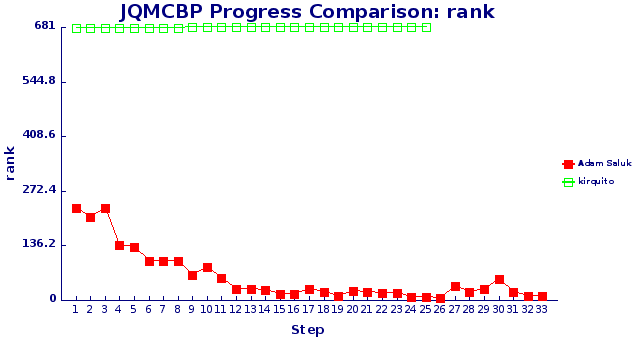 JQMCBP Progress Comparison: rank
681
544.8
408.6
272.4
136.2
0
rank
1 2 3 4 5 6 7 8 9 10 11 12 13 14 15 16 17 18 19 20 21 22 23 24 25 26 27 28 29 30 31 32 33
Step
Adam Saluk
kirquito